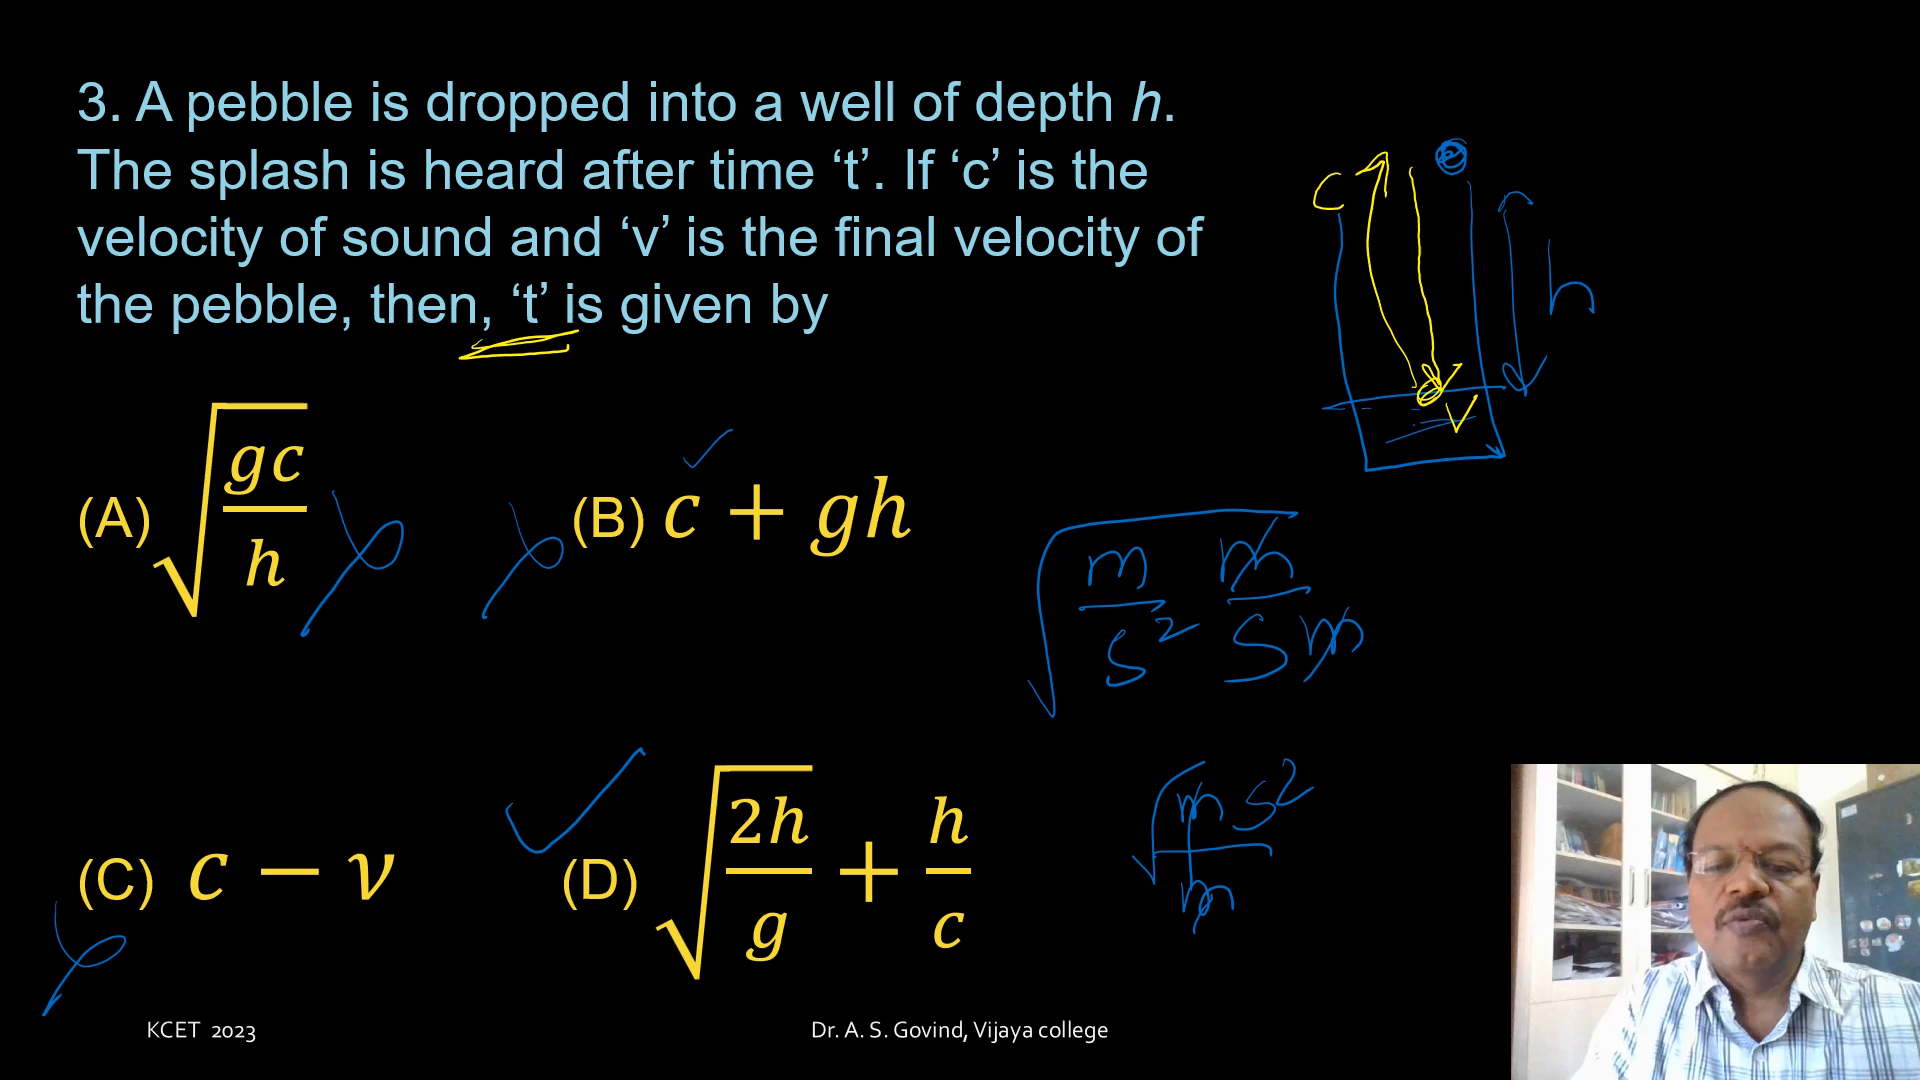 3. A pebble is dropped into a well of depth h.
The splash is heard after time ‘t’. If ‘c’ is the
velocity of sound and ‘v’ is the final velocity of
the pebble, then, ‘t’ is given by
C
h
V
(A) √(gc/h)
(B) c + gh
√(m/s² m/s m)
(C) c − v
(D) √(2h/g) + h/c
√(m s²/m)
KCET 2023
Dr. A. S. Govind, Vijaya college